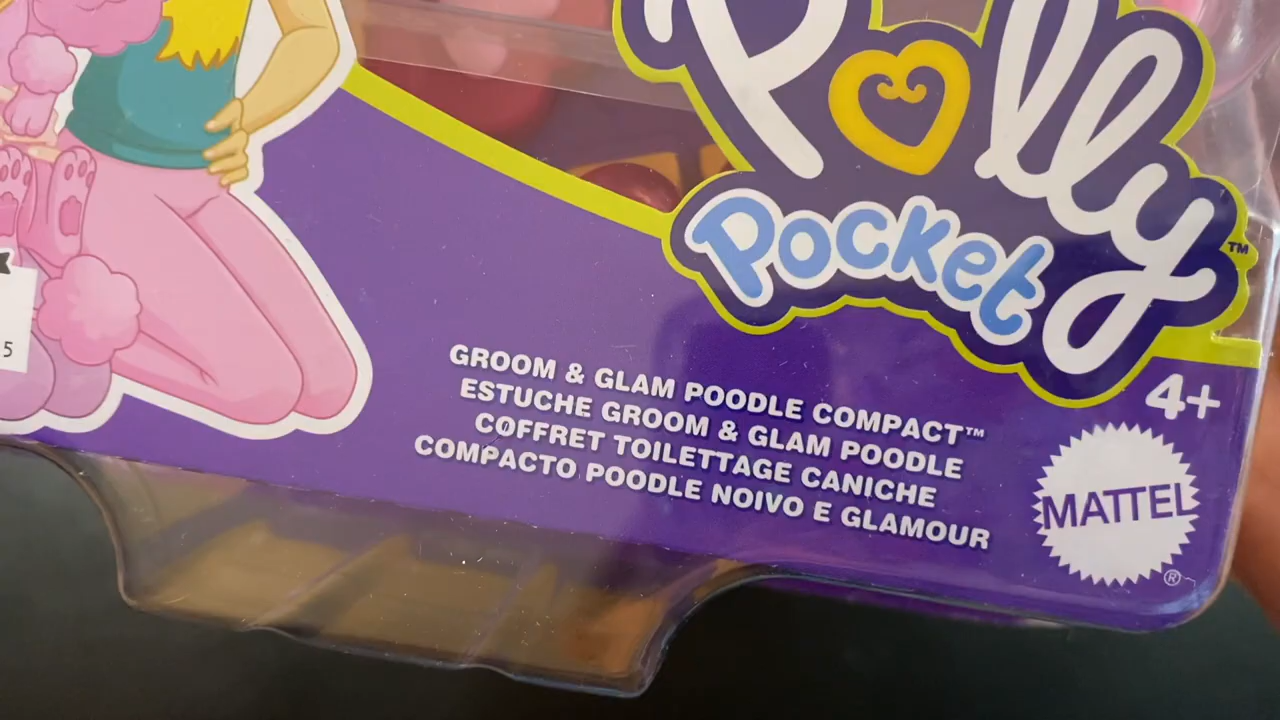 Polly
Pocket
™
GROOM & GLAM POODLE COMPACT™
ESTUCHE GROOM & GLAM POODLE
COFFRET TOILETTAGE CANICHE
COMPACTO POODLE NOIVO E GLAMOUR
4+
MATTEL
®
5